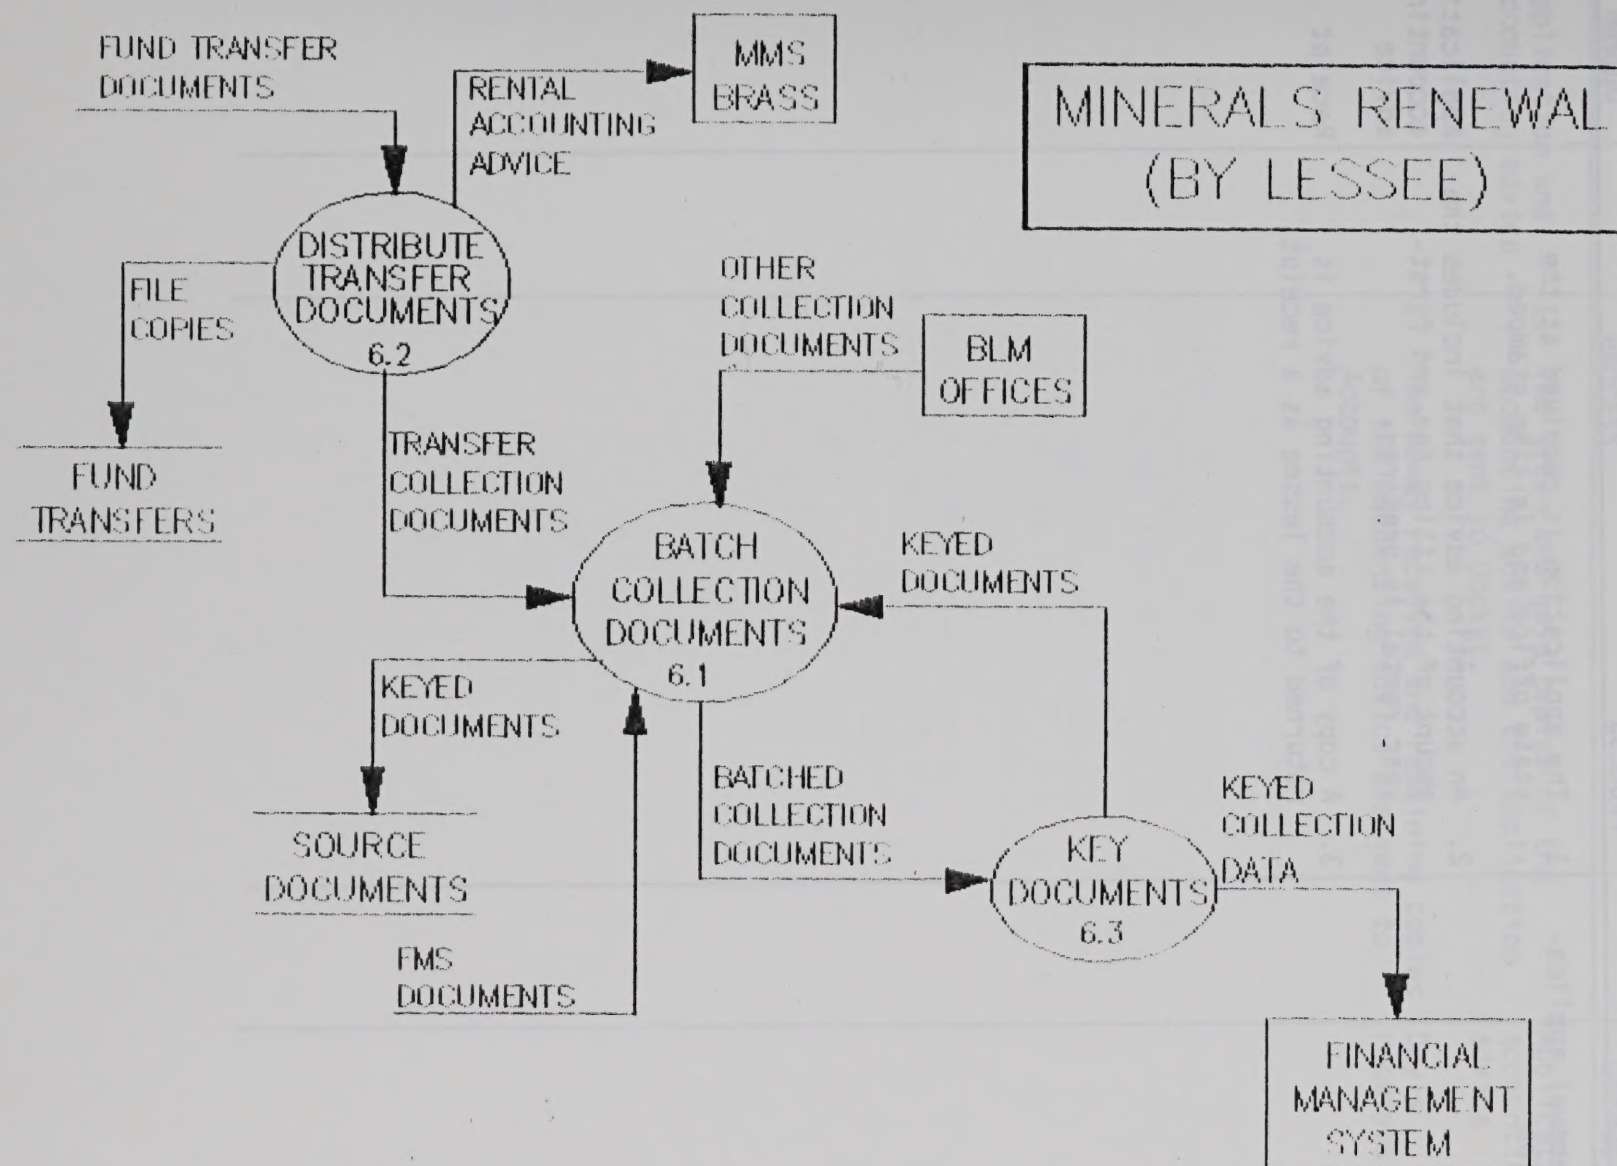 FUND TRANSFER
DOCUMENTS
RENTAL
ACCOUNTING
ADVICE
MMS
BRASS
MINERALS RENEWAL
(BY LESSEE)
DISTRIBUTE
TRANSFER
DOCUMENTS
6.2
FILE
COPIES
FUND
TRANSFERS
OTHER
COLLECTION
DOCUMENTS
BLM
OFFICES
TRANSFER
COLLECTION
DOCUMENTS
BATCH
COLLECTION
DOCUMENTS
6.1
KEYED
DOCUMENTS
KEYED
DOCUMENTS
SOURCE
DOCUMENTS
FMS
DOCUMENTS
BATCHED
COLLECTION
DOCUMENTS
KEY
DOCUMENTS
6.3
KEYED
COLLECTION
DATA
FINANCIAL
MANAGEMENT
SYSTEM